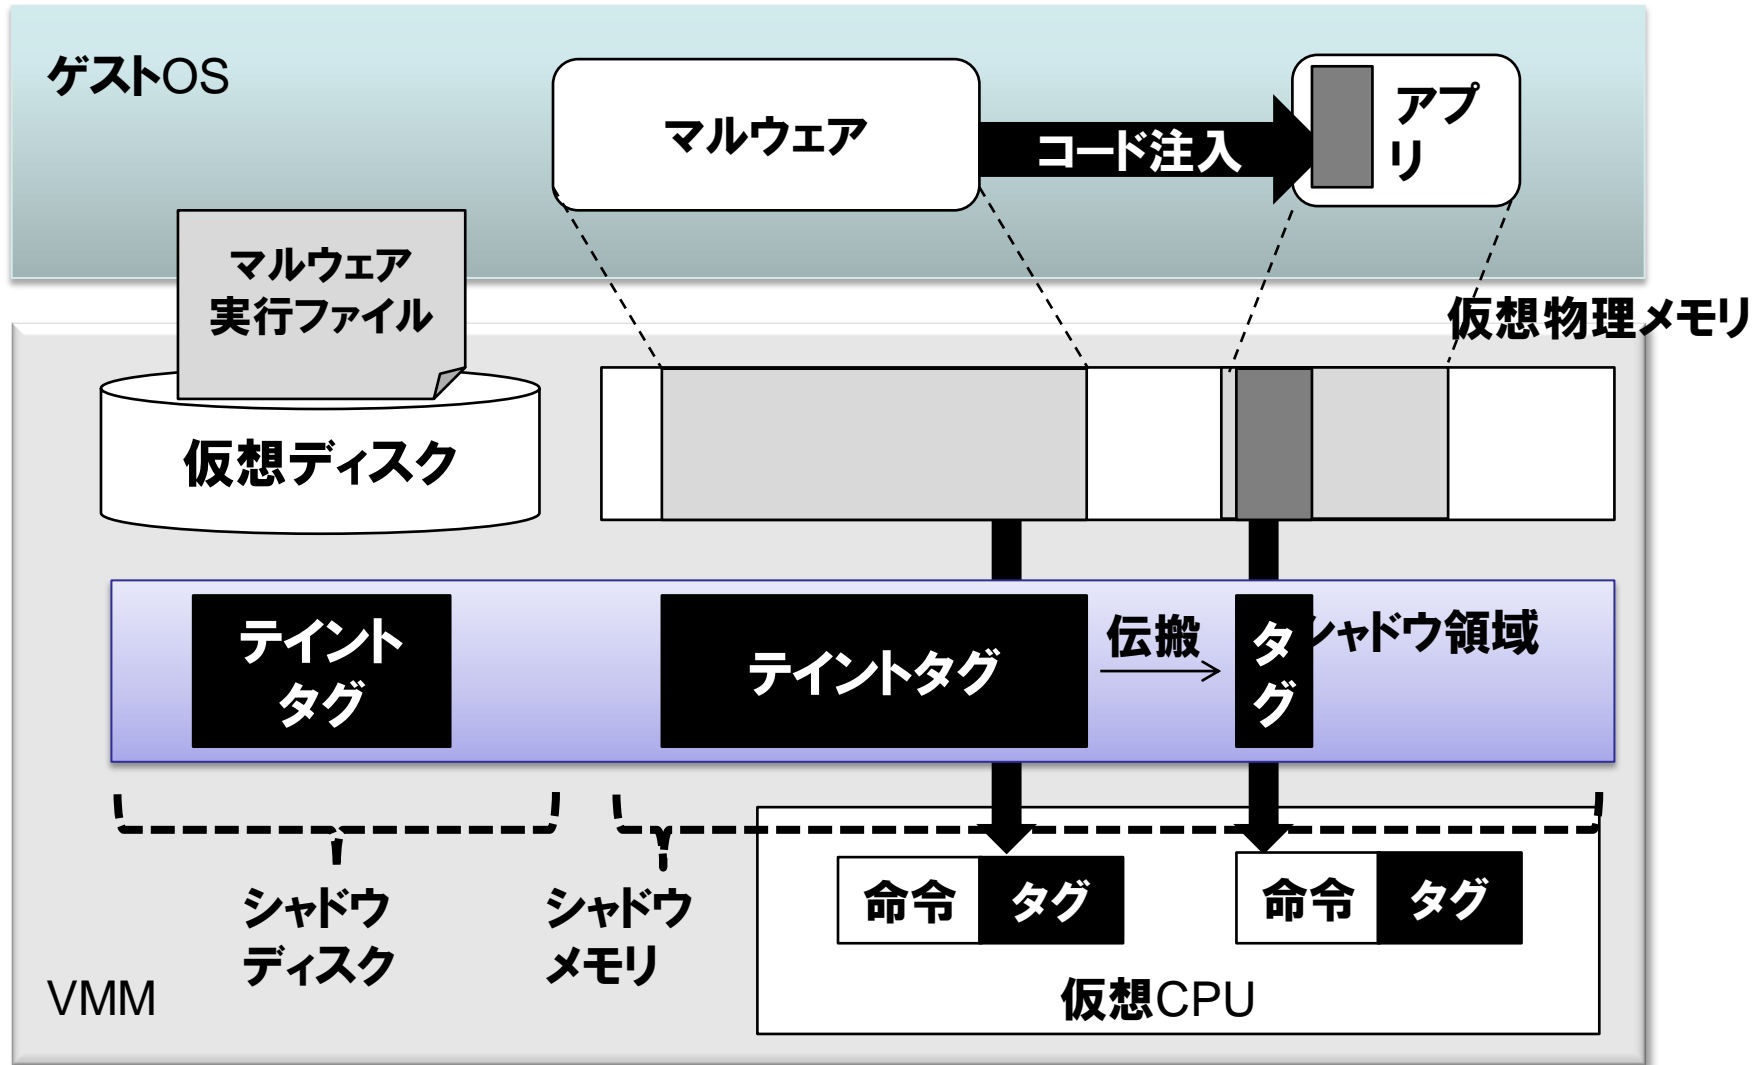 ゲストOS
マルウェア
コード注入
アプ
リ
マルウェア
実行ファイル
仮想物理メモリ
仮想ディスク
テイント
タグ
テイントタグ
伝搬
タ
グ
シャドウ領域
シャドウ
ディスク
シャドウ
メモリ
命令
タグ
命令
タグ
仮想CPU
VMM